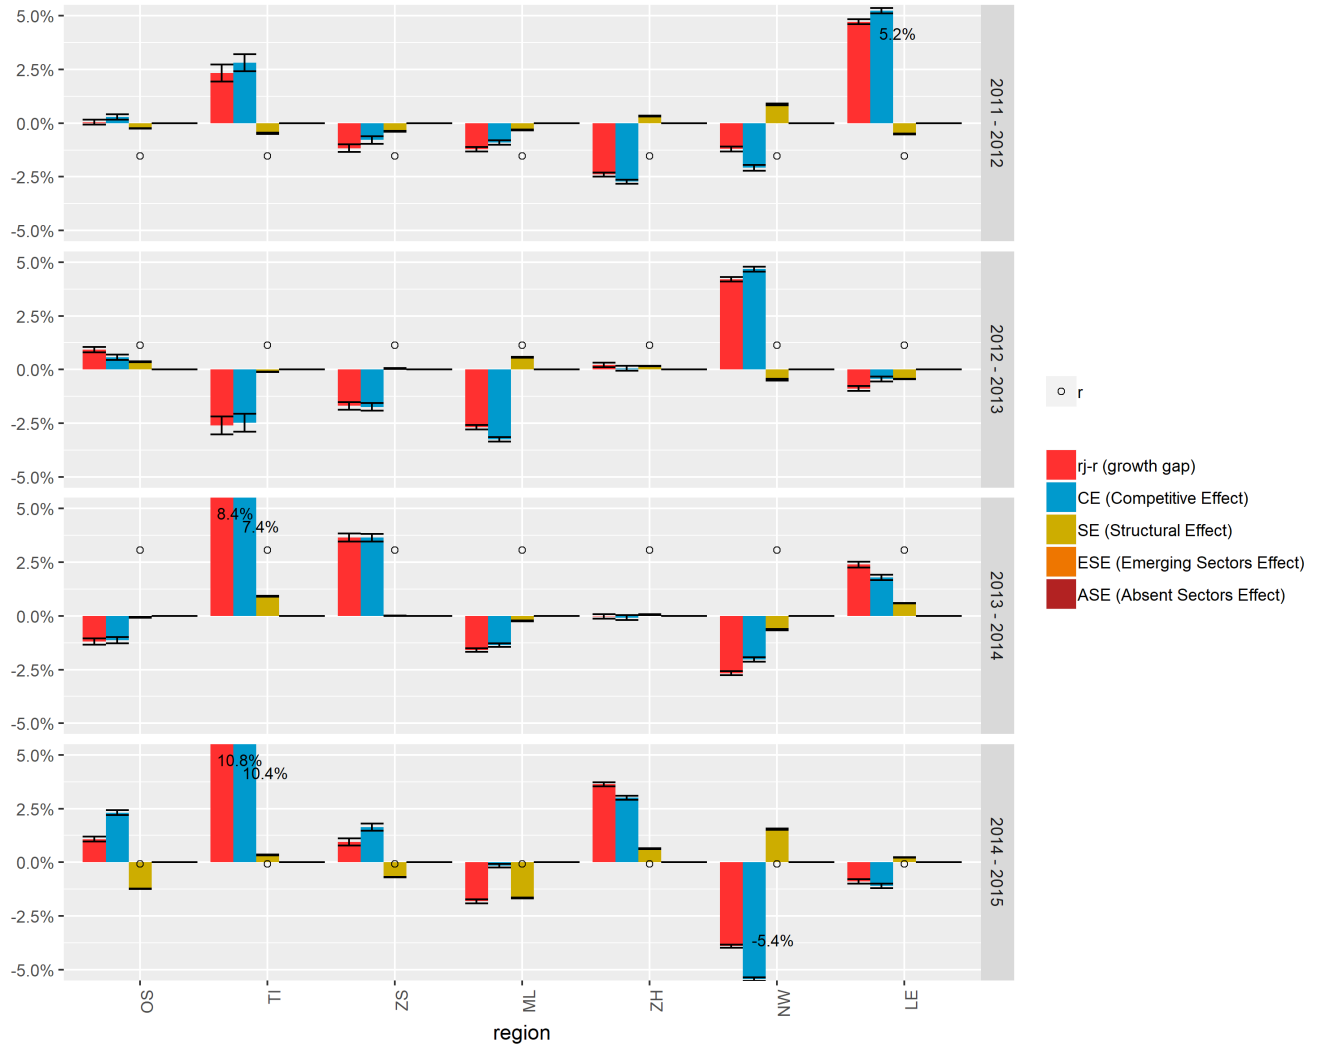 5.0%
2.5%
0.0%
-2.5%
-5.0%
5.2%
2011 - 2012
5.0%
2.5%
0.0%
-2.5%
-5.0%
2012 - 2013
5.0%
2.5%
0.0%
-2.5%
-5.0%
8.4%
7.4%
2013 - 2014
5.0%
2.5%
0.0%
-2.5%
-5.0%
10.8%
10.4%
-5.4%
2014 - 2015
OS
TI
ZS
ML
ZH
NW
LE
region
r
rj-r (growth gap)
CE (Competitive Effect)
SE (Structural Effect)
ESE (Emerging Sectors Effect)
ASE (Absent Sectors Effect)